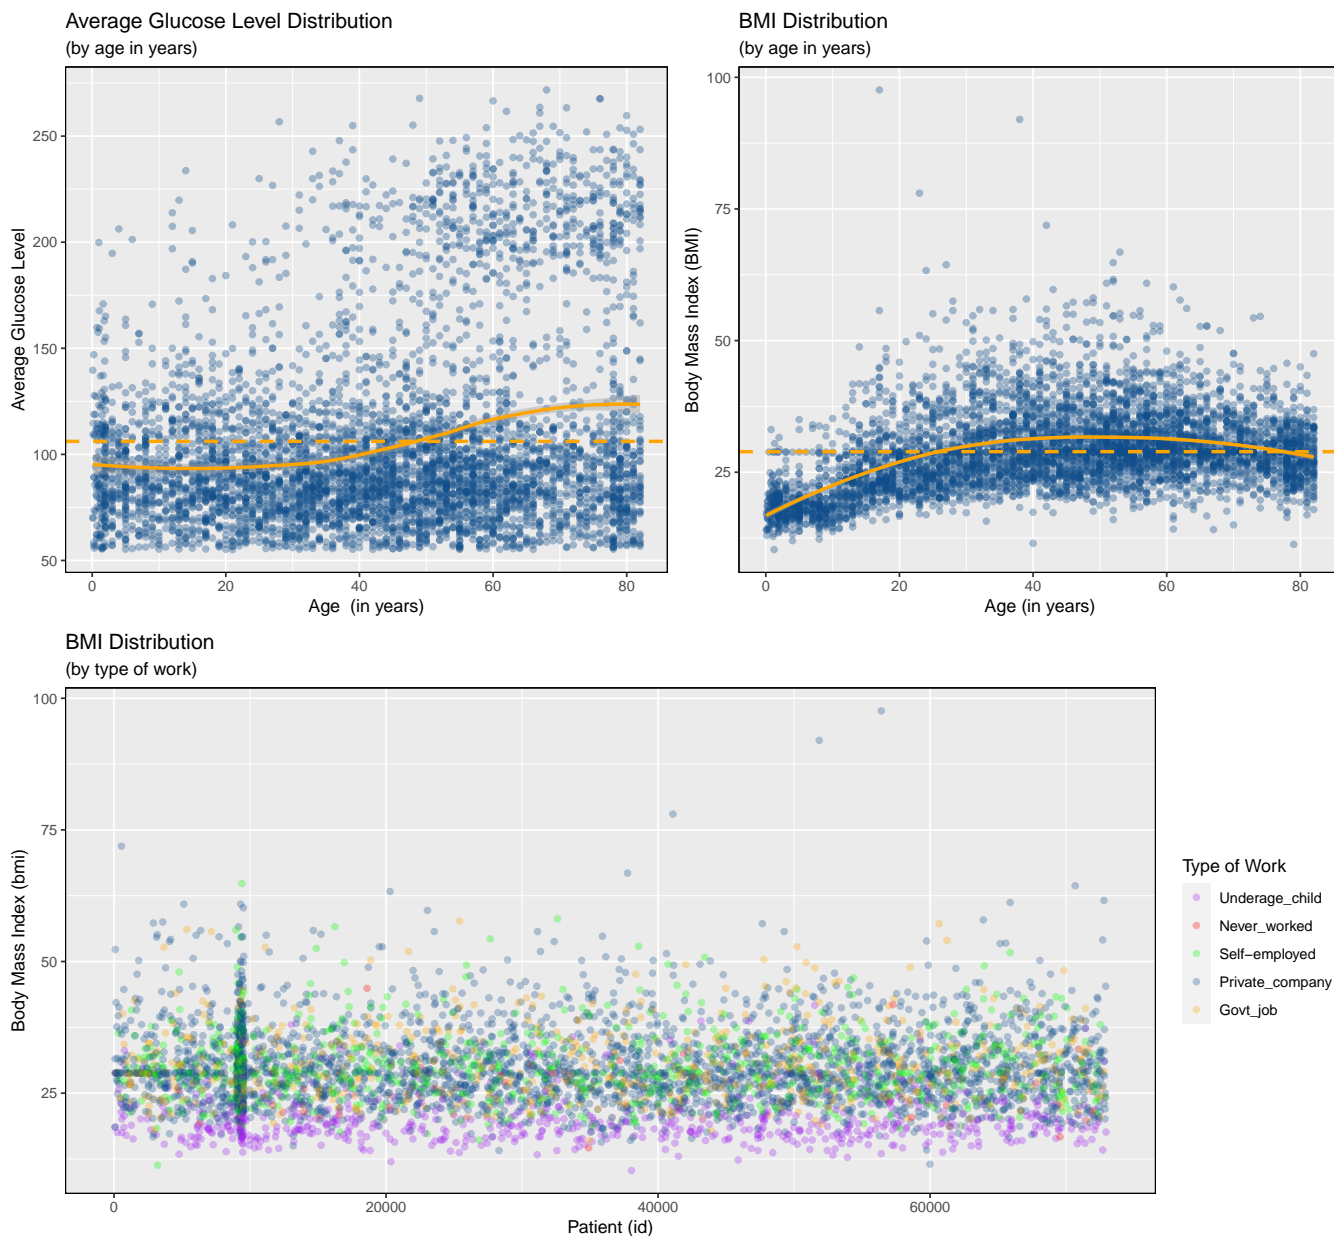 Average Glucose Level Distribution
(by age in years)
250
200
150
100
50
Average Glucose Level
0 20 40 60 80
Age  (in years)
BMI Distribution
(by age in years)
100
75
50
25
Body Mass Index (BMI)
0 20 40 60 80
Age (in years)
BMI Distribution
(by type of work)
100
75
50
25
Body Mass Index (bmi)
0 20000 40000 60000
Patient (id)
Type of Work
Underage_child
Never_worked
Self−employed
Private_company
Govt_job